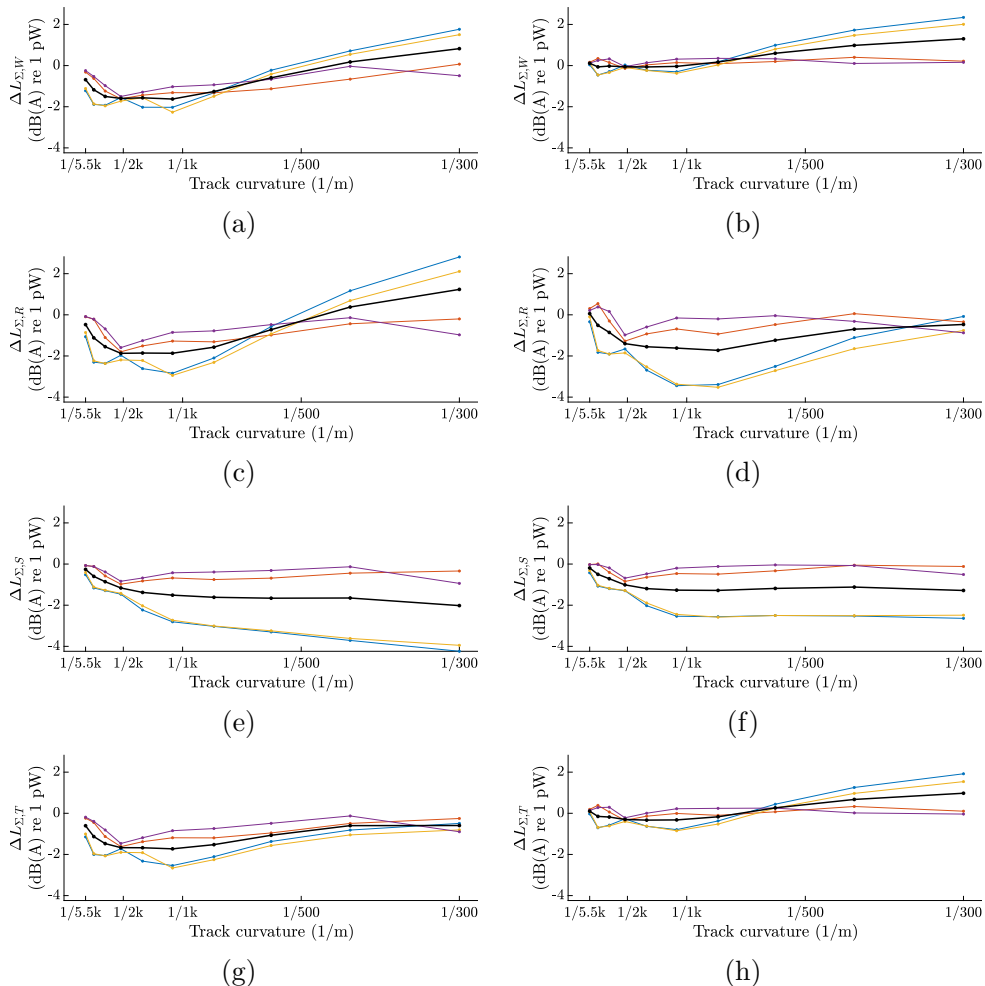 2
0
-2
-4
ΔL_{Σ,W}
(dB(A) re 1 pW)
1/5.5k 1/2k 1/1k 1/500 1/300
Track curvature (1/m)
(a)
2
0
-2
-4
ΔL_{Σ,W}
(dB(A) re 1 pW)
1/5.5k 1/2k 1/1k 1/500 1/300
Track curvature (1/m)
(b)
2
0
-2
-4
ΔL_{Σ,R}
(dB(A) re 1 pW)
1/5.5k 1/2k 1/1k 1/500 1/300
Track curvature (1/m)
(c)
2
0
-2
-4
ΔL_{Σ,R}
(dB(A) re 1 pW)
1/5.5k 1/2k 1/1k 1/500 1/300
Track curvature (1/m)
(d)
2
0
-2
-4
ΔL_{Σ,S}
(dB(A) re 1 pW)
1/5.5k 1/2k 1/1k 1/500 1/300
Track curvature (1/m)
(e)
2
0
-2
-4
ΔL_{Σ,S}
(dB(A) re 1 pW)
1/5.5k 1/2k 1/1k 1/500 1/300
Track curvature (1/m)
(f)
2
0
-2
-4
ΔL_{Σ,T}
(dB(A) re 1 pW)
1/5.5k 1/2k 1/1k 1/500 1/300
Track curvature (1/m)
(g)
2
0
-2
-4
ΔL_{Σ,T}
(dB(A) re 1 pW)
1/5.5k 1/2k 1/1k 1/500 1/300
Track curvature (1/m)
(h)